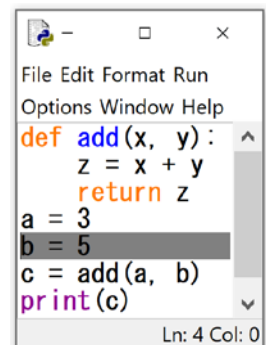 File Edit Format Run
Options Window Help
def add(x, y):
    z = x + y
    return z
a = 3
b = 5
c = add(a, b)
print(c)
Ln: 4 Col: 0